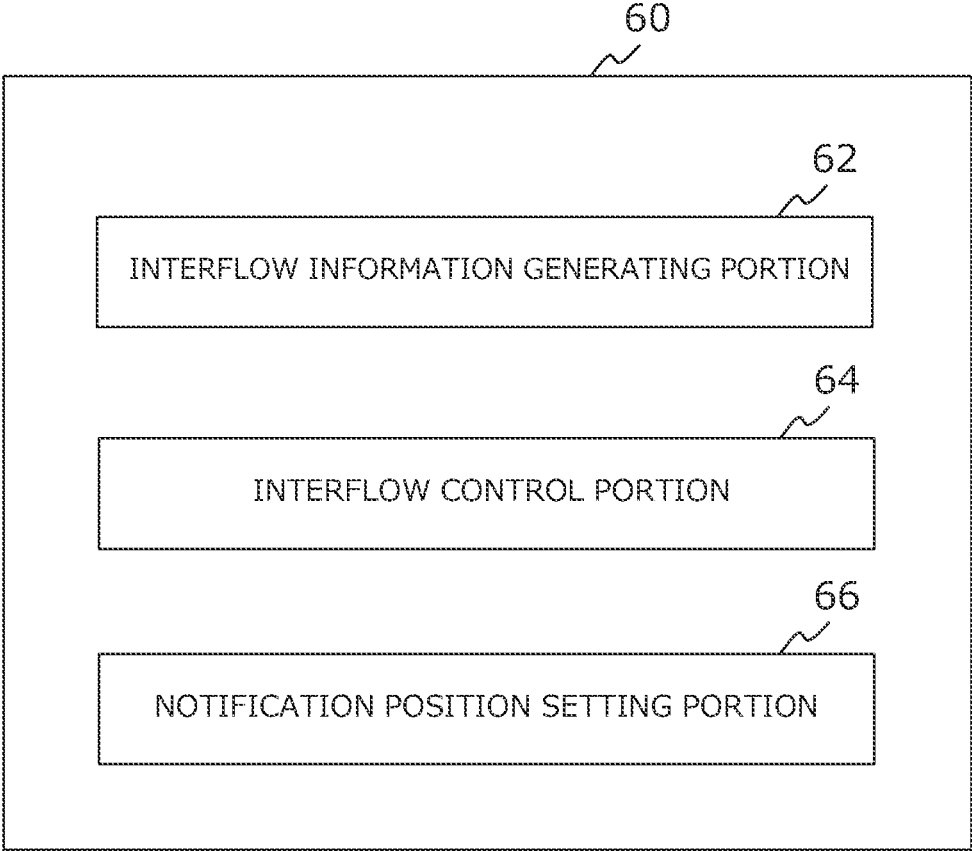 60
62
INTERFLOW INFORMATION GENERATING PORTION
64
INTERFLOW CONTROL PORTION
66
NOTIFICATION POSITION SETTING PORTION